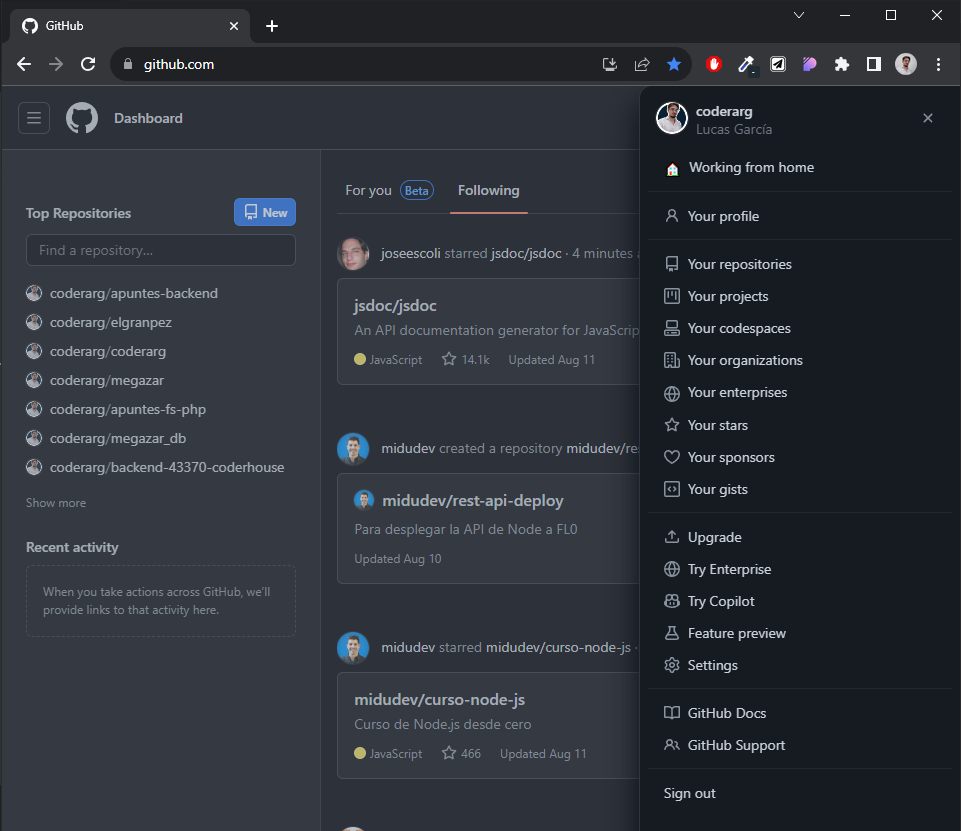 GitHub
github.com
Dashboard
Top Repositories
New
Find a repository...
coderarg/apuntes-backend
coderarg/elgranpez
coderarg/coderarg
coderarg/megazar
coderarg/apuntes-fs-php
coderarg/megazar_db
coderarg/backend-43370-coderhouse
Show more
Recent activity
When you take actions across GitHub, we'll
provide links to that activity here.
For you Beta Following
joseescoli starred jsdoc/jsdoc · 4 minutes
jsdoc/jsdoc
An API documentation generator for JavaScrip
JavaScript 14.1k Updated Aug 11
midudev created a repository midudev/re
midudev/rest-api-deploy
Para desplegar la API de Node a FL0
Updated Aug 10
midudev starred midudev/curso-node-js ·
midudev/curso-node-js
Curso de Node.js desde cero
JavaScript 466 Updated Aug 11
coderarg
Lucas García
Working from home
Your profile
Your repositories
Your projects
Your codespaces
Your organizations
Your enterprises
Your stars
Your sponsors
Your gists
Upgrade
Try Enterprise
Try Copilot
Feature preview
Settings
GitHub Docs
GitHub Support
Sign out